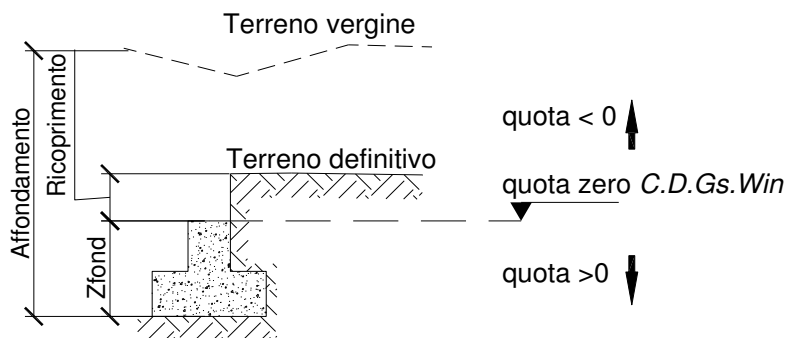 Terreno vergine
Affondamento
Ricoprimento
quota < 0
Terreno definitivo
quota zero C.D.Gs.Win
Zfond
quota >0